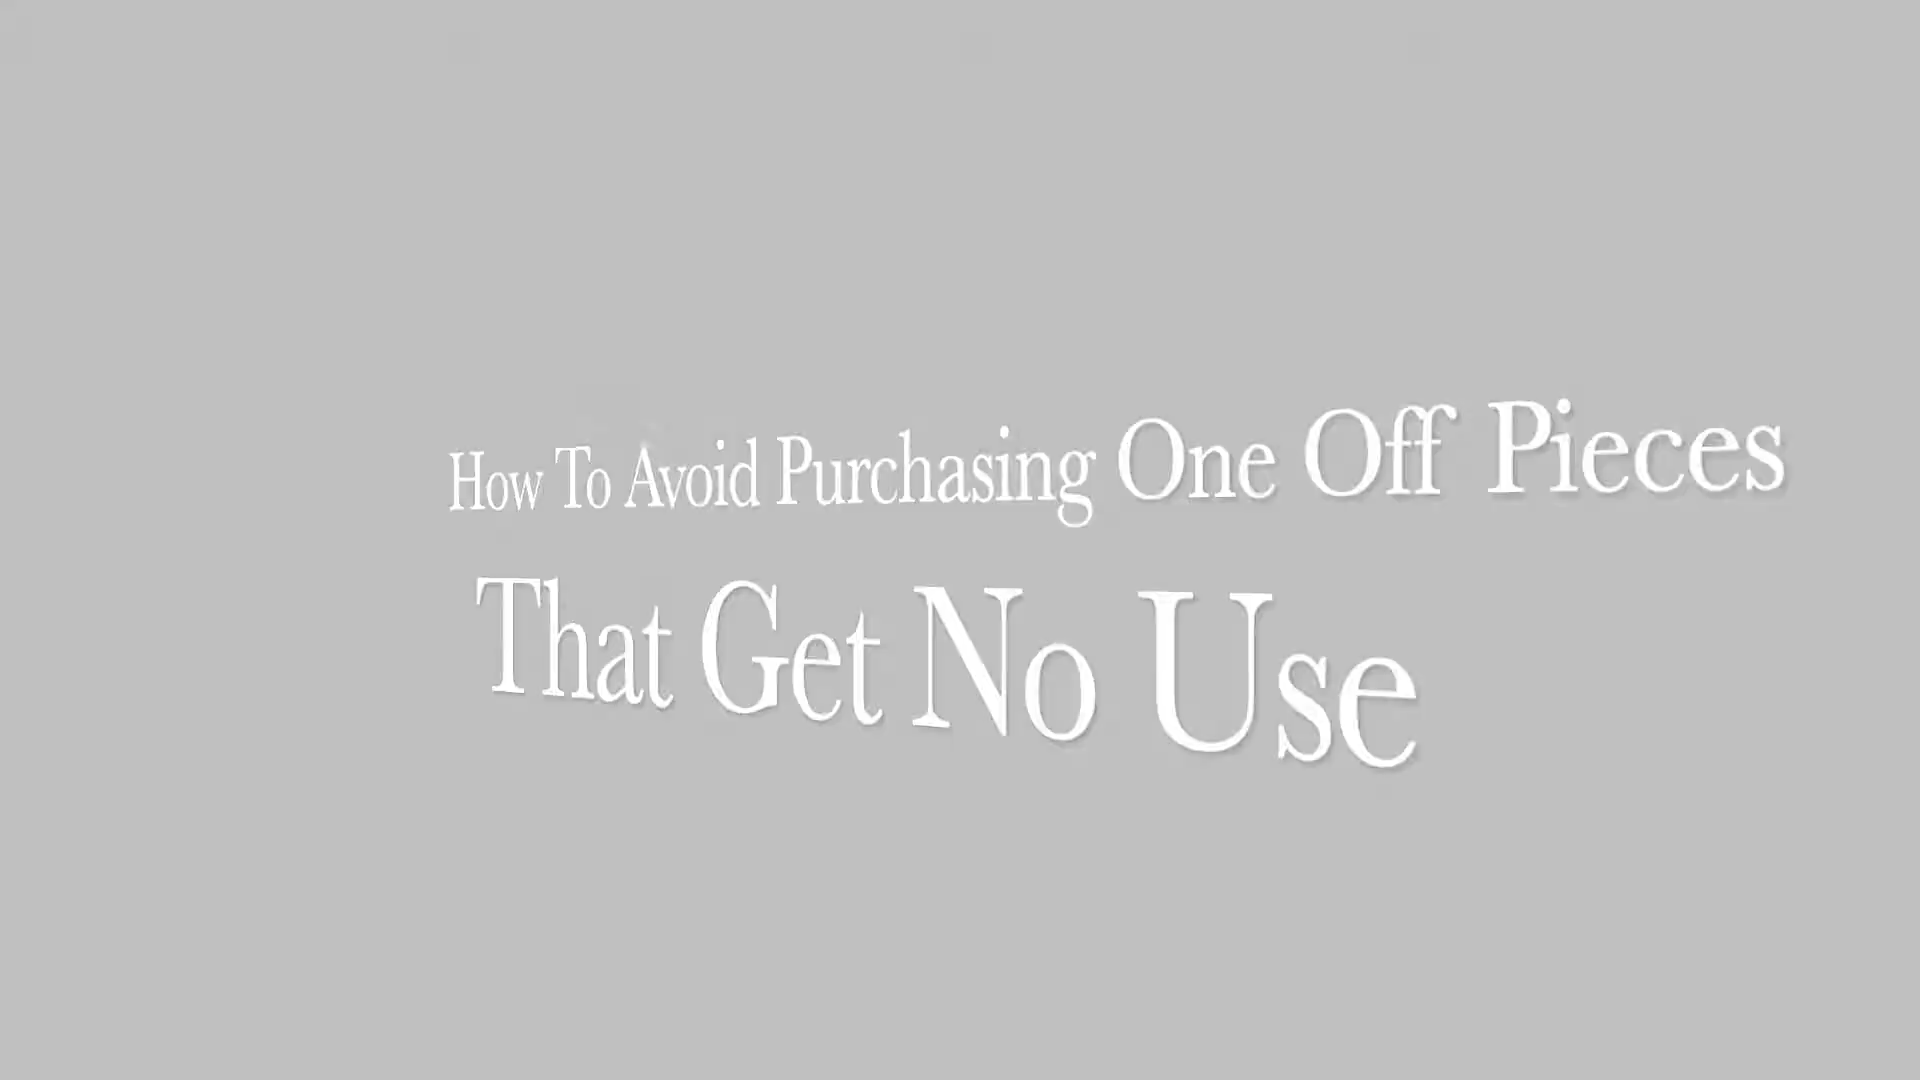 How To Avoid Purchasing One Off Pieces
That Get No Use